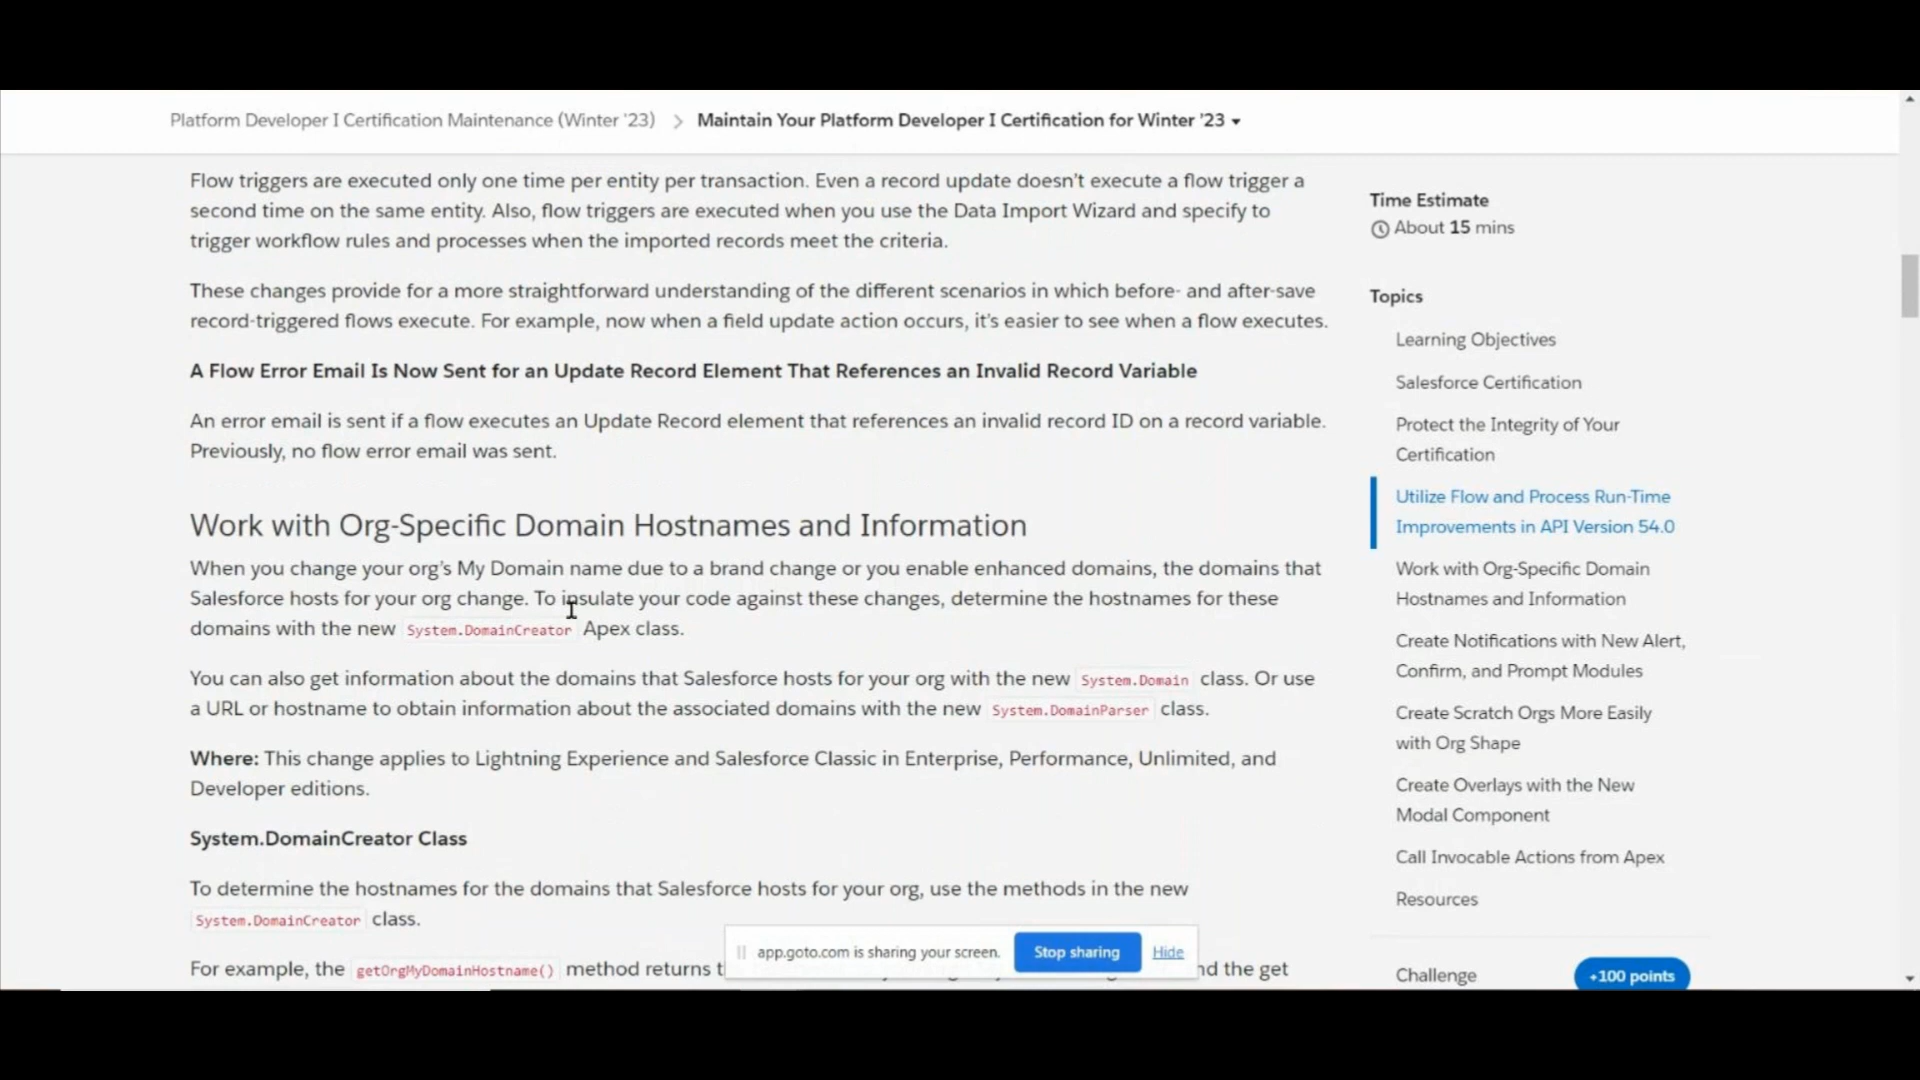 Platform Developer I Certification Maintenance (Winter '23) > Maintain Your Platform Developer I Certification for Winter '23
Flow triggers are executed only one time per entity per transaction. Even a record update doesn't execute a flow trigger a
second time on the same entity. Also, flow triggers are executed when you use the Data Import Wizard and specify to
trigger workflow rules and processes when the imported records meet the criteria.
These changes provide for a more straightforward understanding of the different scenarios in which before- and after-save
record-triggered flows execute. For example, now when a field update action occurs, it's easier to see when a flow executes.
A Flow Error Email Is Now Sent for an Update Record Element That References an Invalid Record Variable
An error email is sent if a flow executes an Update Record element that references an invalid record ID on a record variable.
Previously, no flow error email was sent.
Work with Org-Specific Domain Hostnames and Information
When you change your org's My Domain name due to a brand change or you enable enhanced domains, the domains that
Salesforce hosts for your org change. To insulate your code against these changes, determine the hostnames for these
domains with the new System.DomainCreator Apex class.
You can also get information about the domains that Salesforce hosts for your org with the new System.Domain class. Or use
a URL or hostname to obtain information about the associated domains with the new System.DomainParser class.
Where: This change applies to Lightning Experience and Salesforce Classic in Enterprise, Performance, Unlimited, and
Developer editions.
System.DomainCreator Class
To determine the hostnames for the domains that Salesforce hosts for your org, use the methods in the new
System.DomainCreator class.
For example, the getOrgMyDomainHostname() method returns
nd the get
app.goto.com is sharing your screen. Stop sharing Hide
Time Estimate
About 15 mins
Topics
Learning Objectives
Salesforce Certification
Protect the Integrity of Your
Certification
Utilize Flow and Process Run-Time
Improvements in API Version 54.0
Work with Org-Specific Domain
Hostnames and Information
Create Notifications with New Alert,
Confirm, and Prompt Modules
Create Scratch Orgs More Easily
with Org Shape
Create Overlays with the New
Modal Component
Call Invocable Actions from Apex
Resources
Challenge +100 points